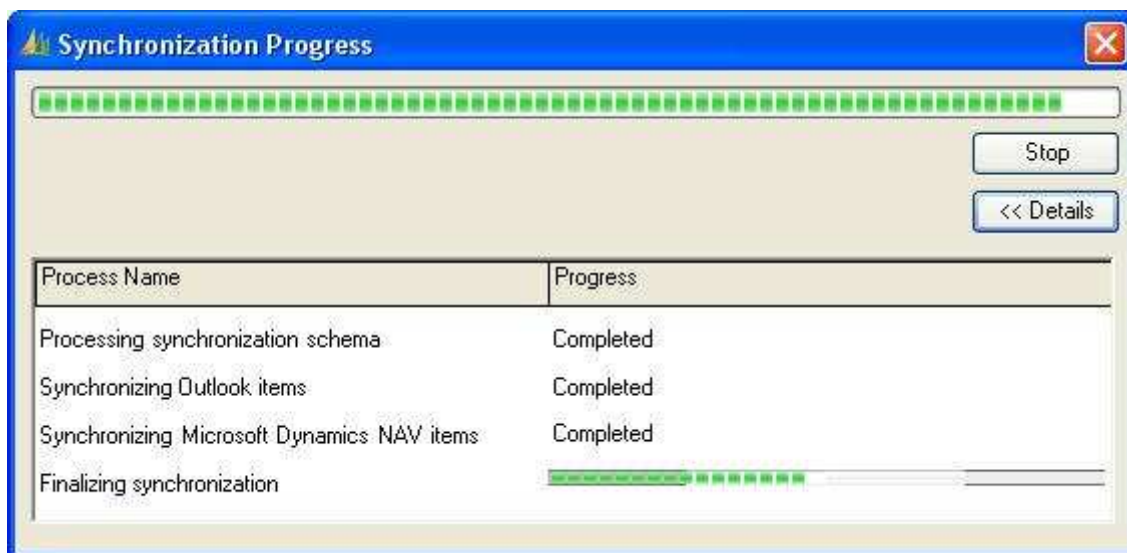 Synchronization Progress
Stop
<< Details
Process Name Progress
Processing synchronization schema Completed
Synchronizing Outlook items Completed
Synchronizing Microsoft Dynamics NAV items Completed
Finalizing synchronization